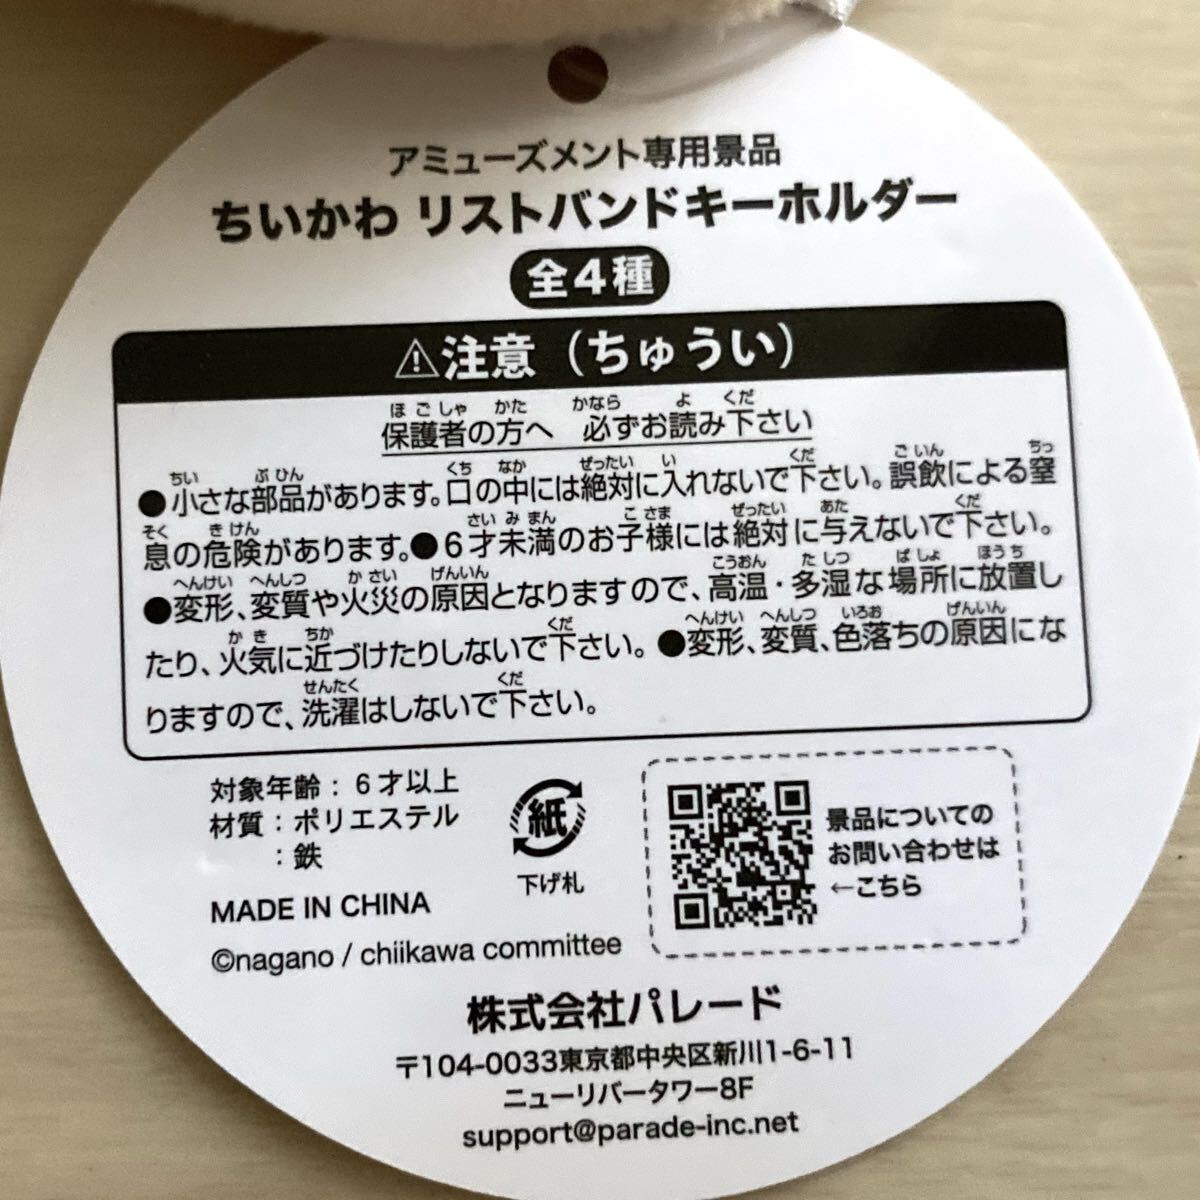 アミューズメント専用景品
ちいかわ リストバンドキーホルダー
全4種
⚠注意（ちゅうい）
保護者の方へ 必ずお読み下さい
●小さな部品があります。口の中には絶対に入れないで下さい。誤飲による窒
息の危険があります。●6才未満のお子様には絶対に与えないで下さい。
●変形、変質や火災の原因となりますので、高温・多湿な場所に放置し
たり、火気に近づけたりしないで下さい。●変形、変質、色落ちの原因にな
りますので、洗濯はしないで下さい。
対象年齢：6才以上
材質：ポリエステル
：鉄
紙
下げ札
MADE IN CHINA
©nagano / chiikawa committee
景品についての
お問い合わせは
←こちら
株式会社パレード
〒104-0033東京都中央区新川1-6-11
ニューリバータワー8F
support@parade-inc.net